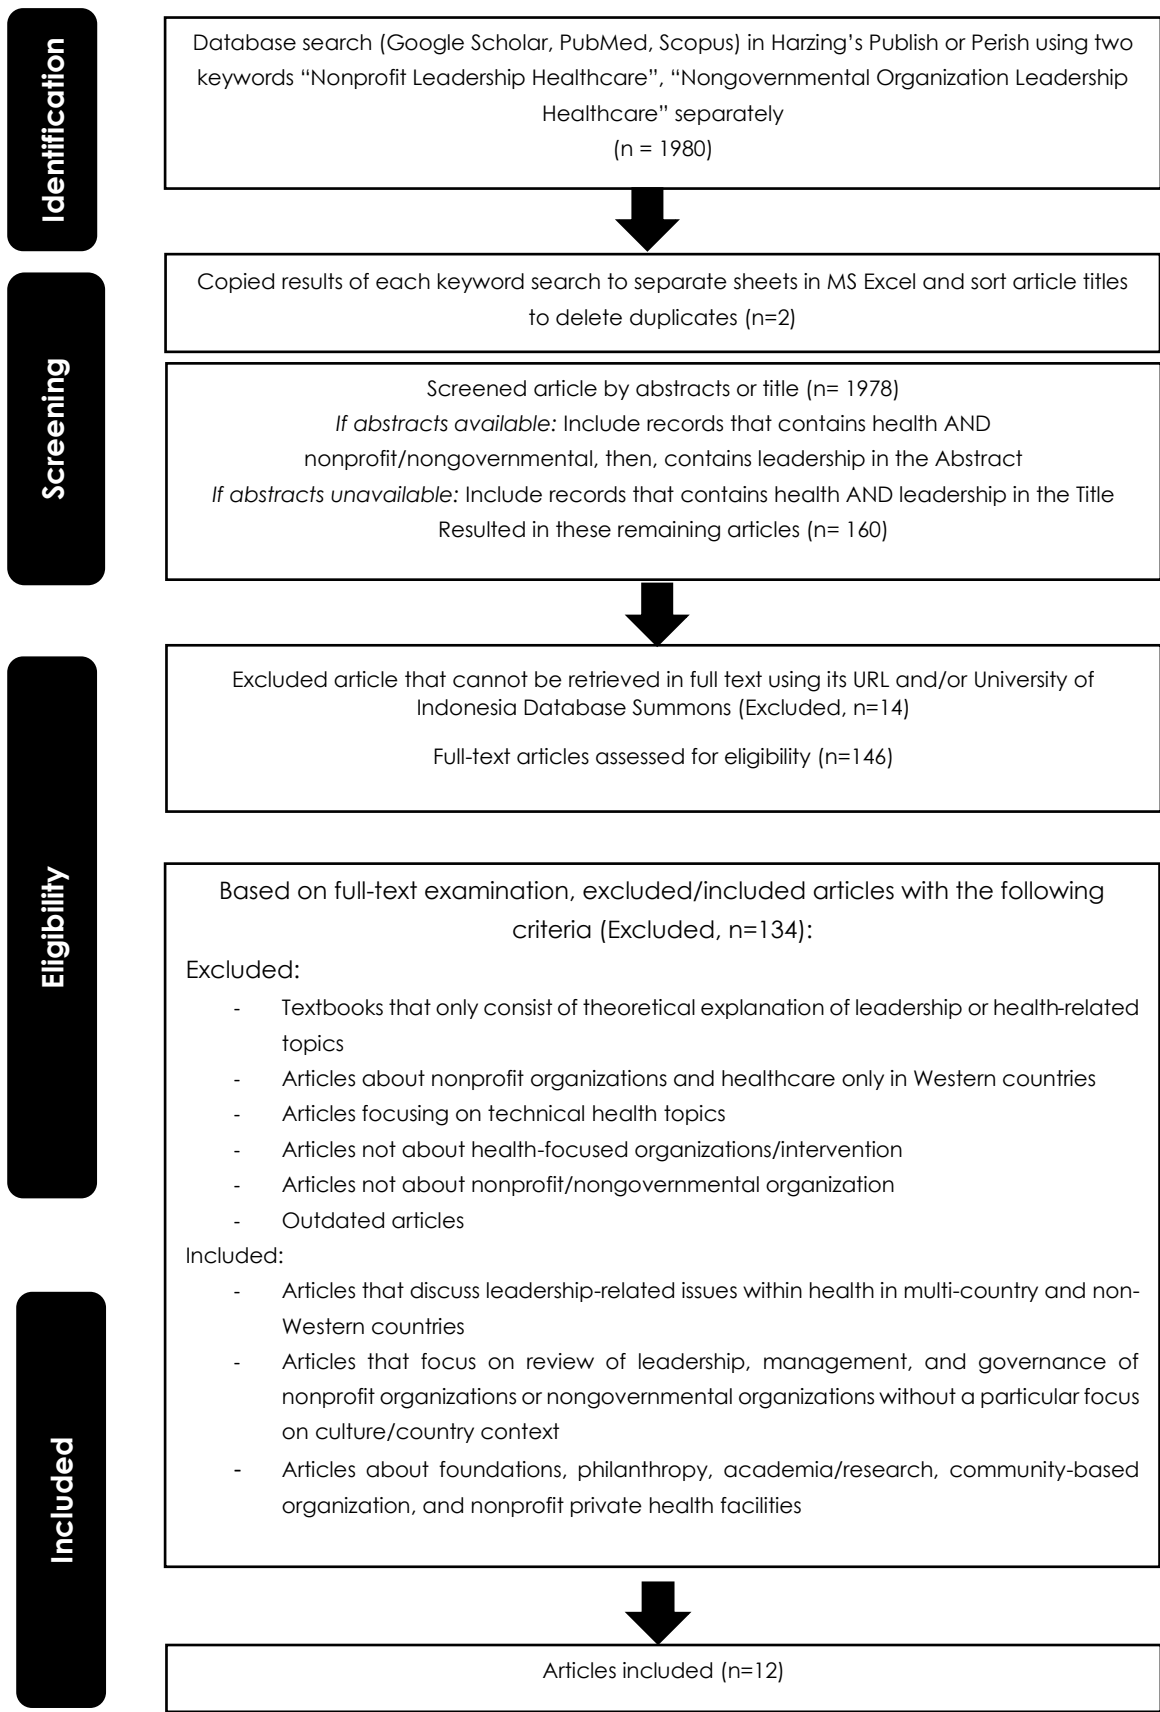 Identification
Database search (Google Scholar, PubMed, Scopus) in Harzing's Publish or Perish using two
keywords “Nonprofit Leadership Healthcare”, “Nongovernmental Organization Leadership
Healthcare” separately
(n = 1980)
Screening
Copied results of each keyword search to separate sheets in MS Excel and sort article titles
to delete duplicates (n=2)
Screened article by abstracts or title (n= 1978)
If abstracts available: Include records that contains health AND
nonprofit/nongovernmental, then, contains leadership in the Abstract
If abstracts unavailable: Include records that contains health AND leadership in the Title
Resulted in these remaining articles (n= 160)
Eligibility
Excluded article that cannot be retrieved in full text using its URL and/or University of
Indonesia Database Summons (Excluded, n=14)
Full-text articles assessed for eligibility (n=146)
Based on full-text examination, excluded/included articles with the following
criteria (Excluded, n=134):
Excluded:
- Textbooks that only consist of theoretical explanation of leadership or health-related
topics
- Articles about nonprofit organizations and healthcare only in Western countries
- Articles focusing on technical health topics
- Articles not about health-focused organizations/intervention
- Articles not about nonprofit/nongovernmental organization
- Outdated articles
Included:
- Articles that discuss leadership-related issues within health in multi-country and non-
Western countries
- Articles that focus on review of leadership, management, and governance of
nonprofit organizations or nongovernmental organizations without a particular focus
on culture/country context
- Articles about foundations, philanthropy, academia/research, community-based
organization, and nonprofit private health facilities
Included
Articles included (n=12)